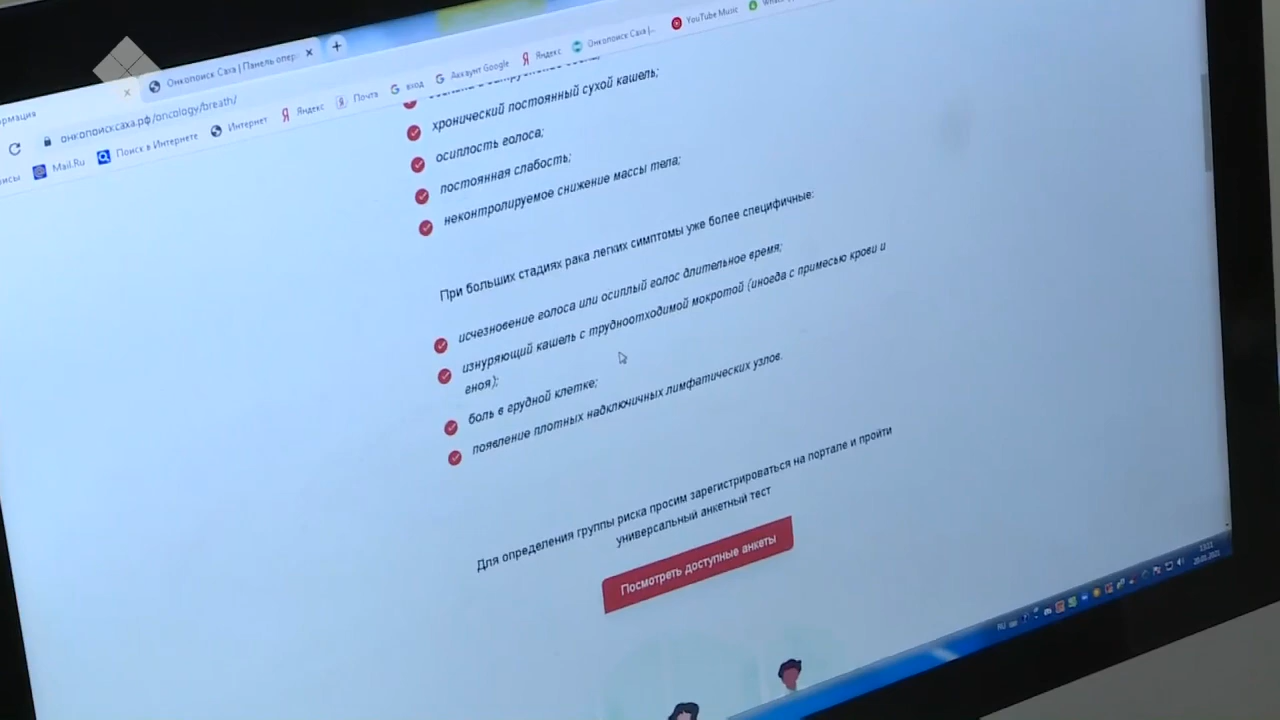 Онкопоиск Саха | Панель опер
онкопоисксаха.рф/oncology/breath/
Mail.Ru
Поиск в Интернете
Интернет
Яндекс
Почта
вход
Аккаунт Google
Яндекс
Онкопоиск Саха |...
YouTube Music
хронический постоянный сухой кашель;
осиплость голоса;
постоянная слабость;
неконтролируемое снижение массы тела;
При больших стадиях рака легких симптомы уже более специфичные:
исчезновение голоса или осиплый голос длительное время;
изнуряющий кашель с трудноотходимой мокротой (иногда с примесью крови и
гноя);
боль в грудной клетке;
появление плотных надключичных лимфатических узлов.
Для определения группы риска просим зарегистрироваться на портале и пройти
универсальный анкетный тест
Посмотреть доступные анкеты
RU